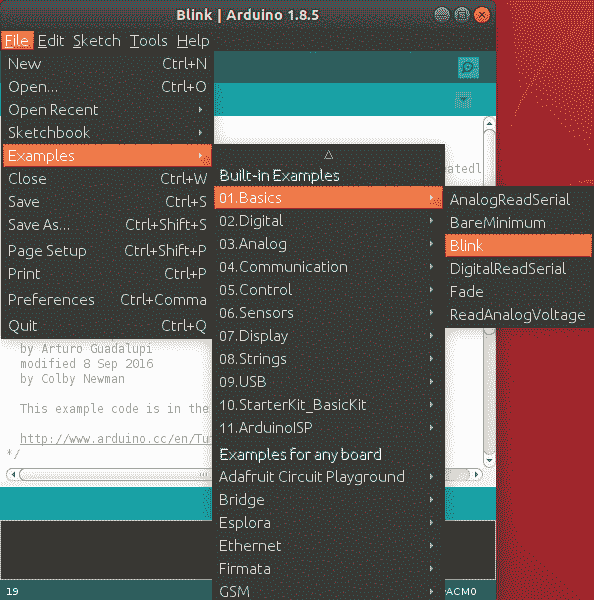 Blink | Arduino 1.8.5
File Edit Sketch Tools Help
New Ctrl+N
Open... Ctrl+O
Open Recent
Sketchbook
Examples
Close Ctrl+W
Save Ctrl+S
Save As... Ctrl+Shift+S
Page Setup Ctrl+Shift+P
Print Ctrl+P
Preferences Ctrl+Comma
Quit Ctrl+Q
Built-in Examples
01.Basics
02.Digital
03.Analog
04.Communication
05.Control
06.Sensors
07.Display
08.Strings
09.USB
10.StarterKit_BasicKit
11.ArduinoISP
Examples for any board
Adafruit Circuit Playground
Bridge
Esplora
Ethernet
Firmata
GSM
AnalogReadSerial
BareMinimum
Blink
DigitalReadSerial
Fade
ReadAnalogVoltage
by Arturo Guadalupi
modified 8 Sep 2016
by Colby Newman
This example code is in the
http://www.arduino.cc/en/Tu
*/
19
ACM0